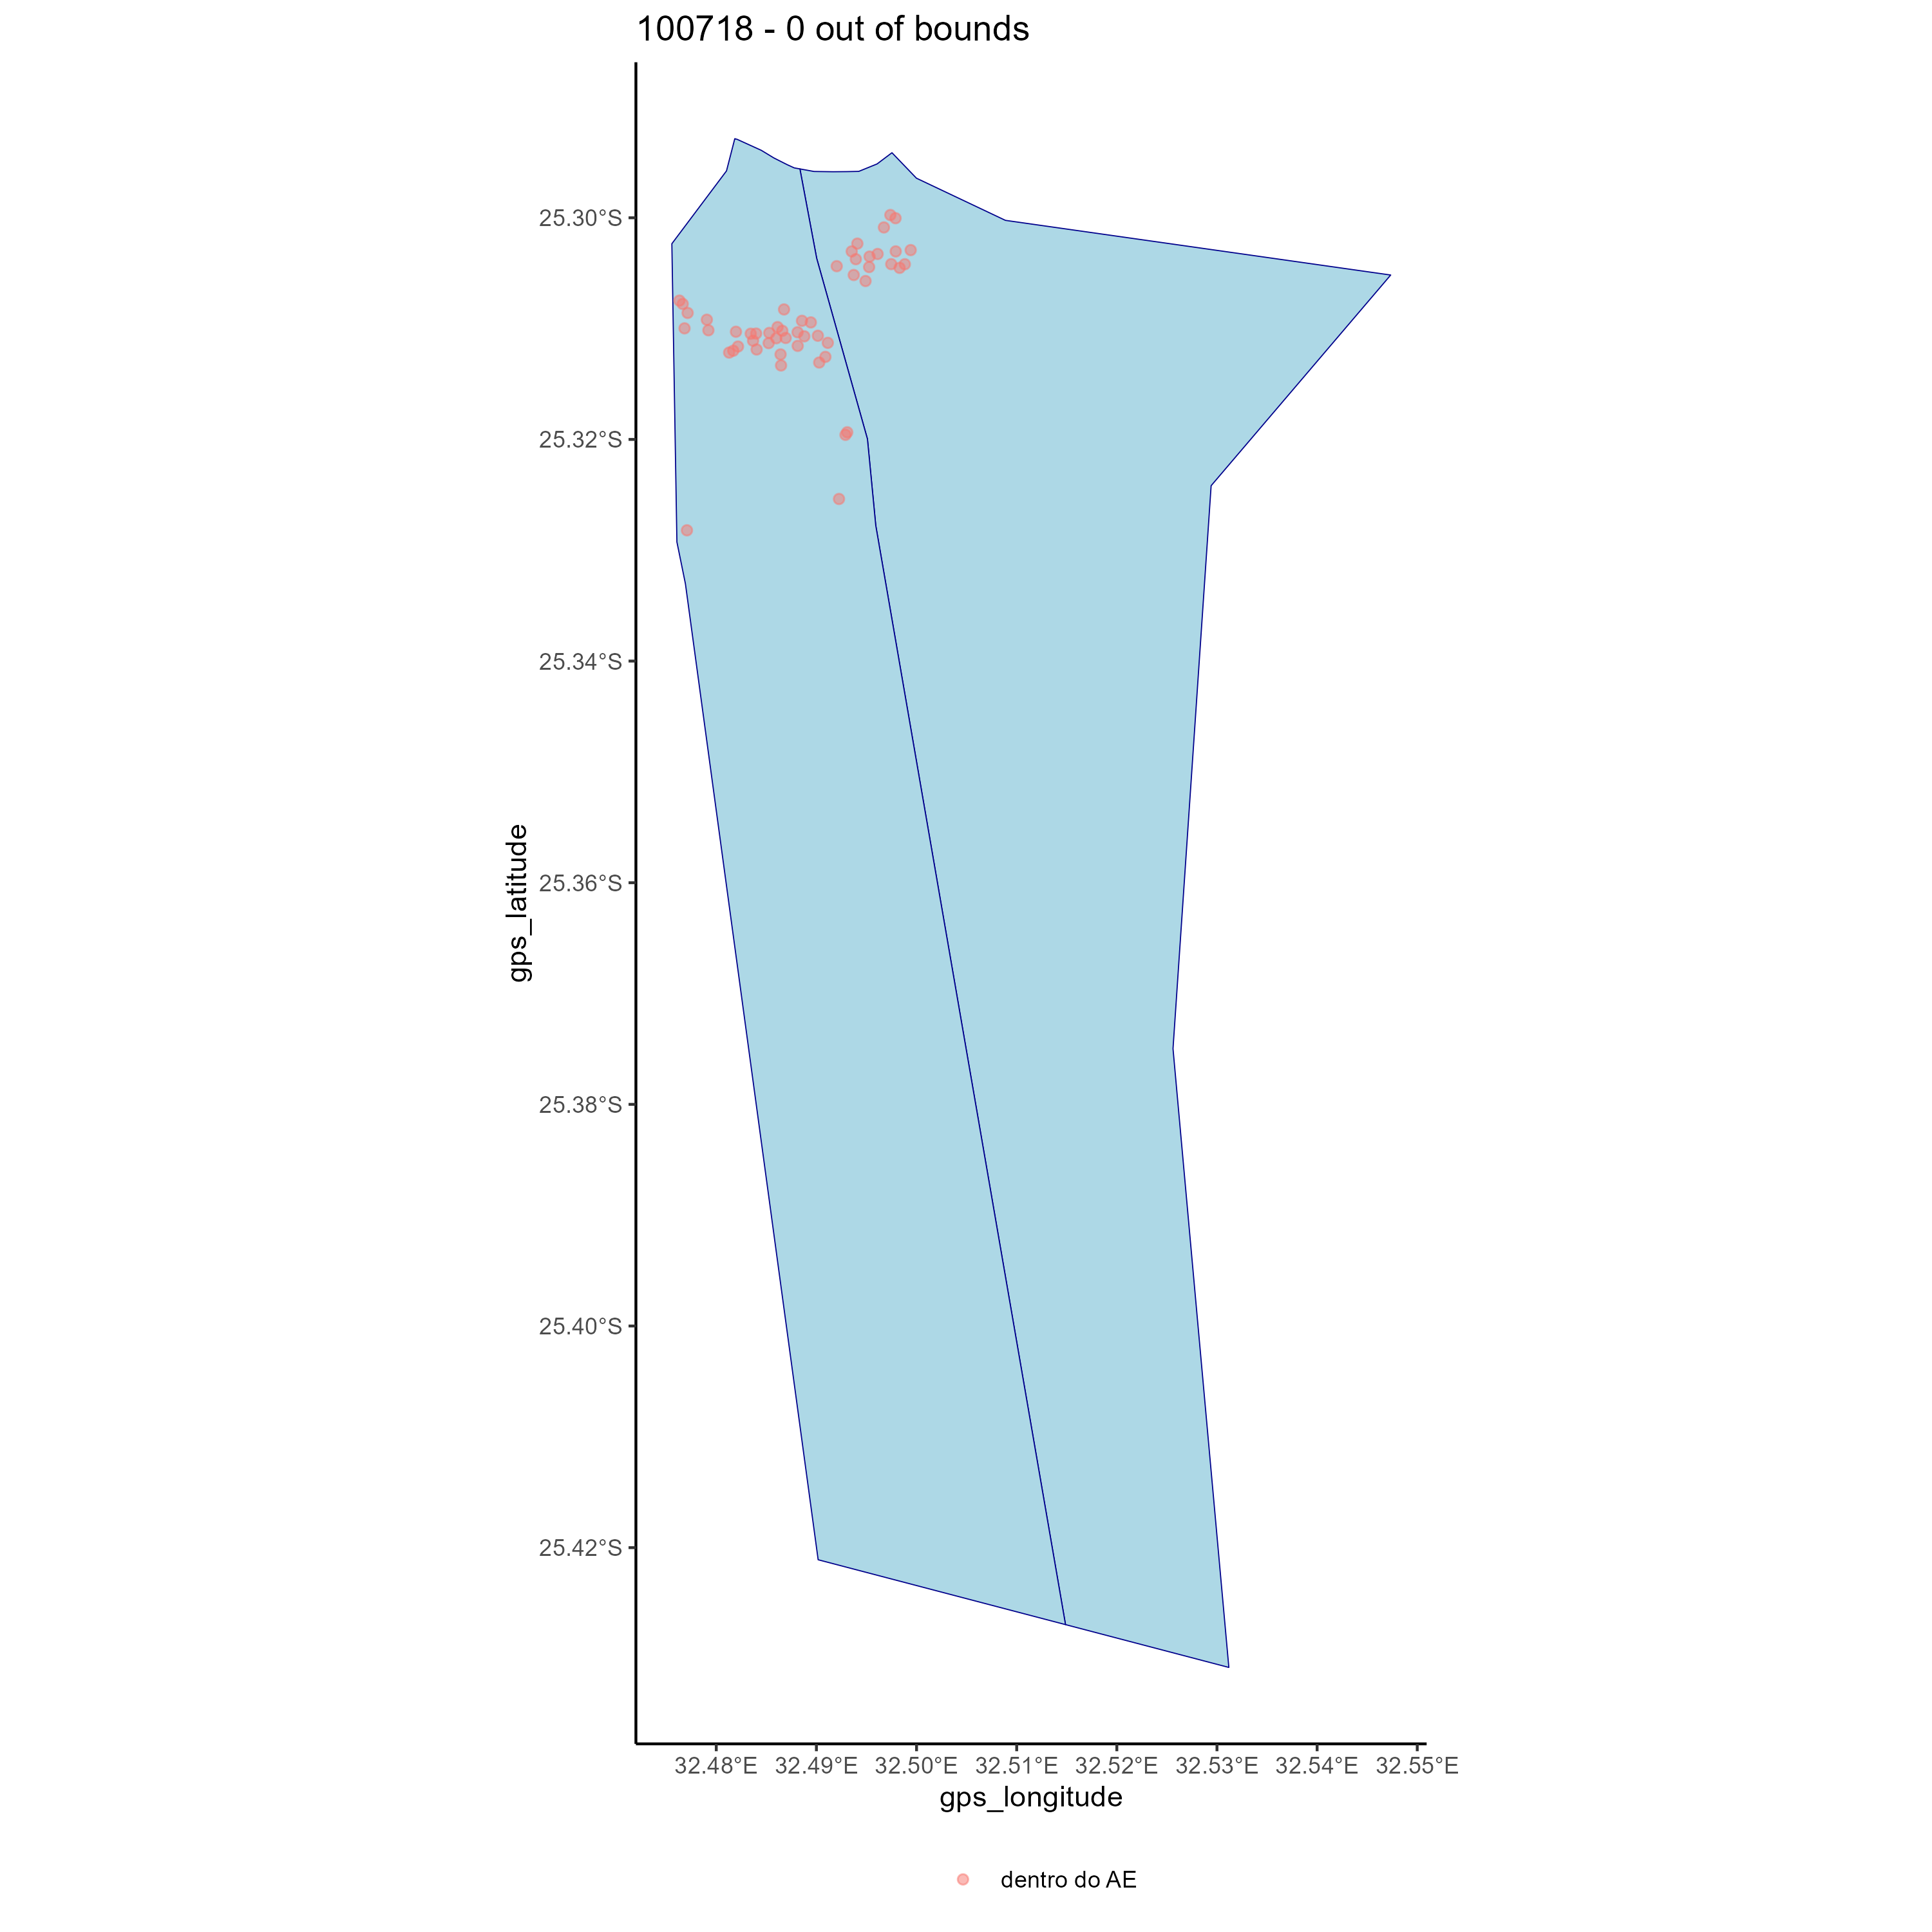 100718 - 0 out of bounds
25.30°S
25.32°S
25.34°S
25.36°S
25.38°S
25.40°S
25.42°S
gps_latitude
32.48°E 32.49°E 32.50°E 32.51°E 32.52°E 32.53°E 32.54°E 32.55°E
gps_longitude
dentro do AE